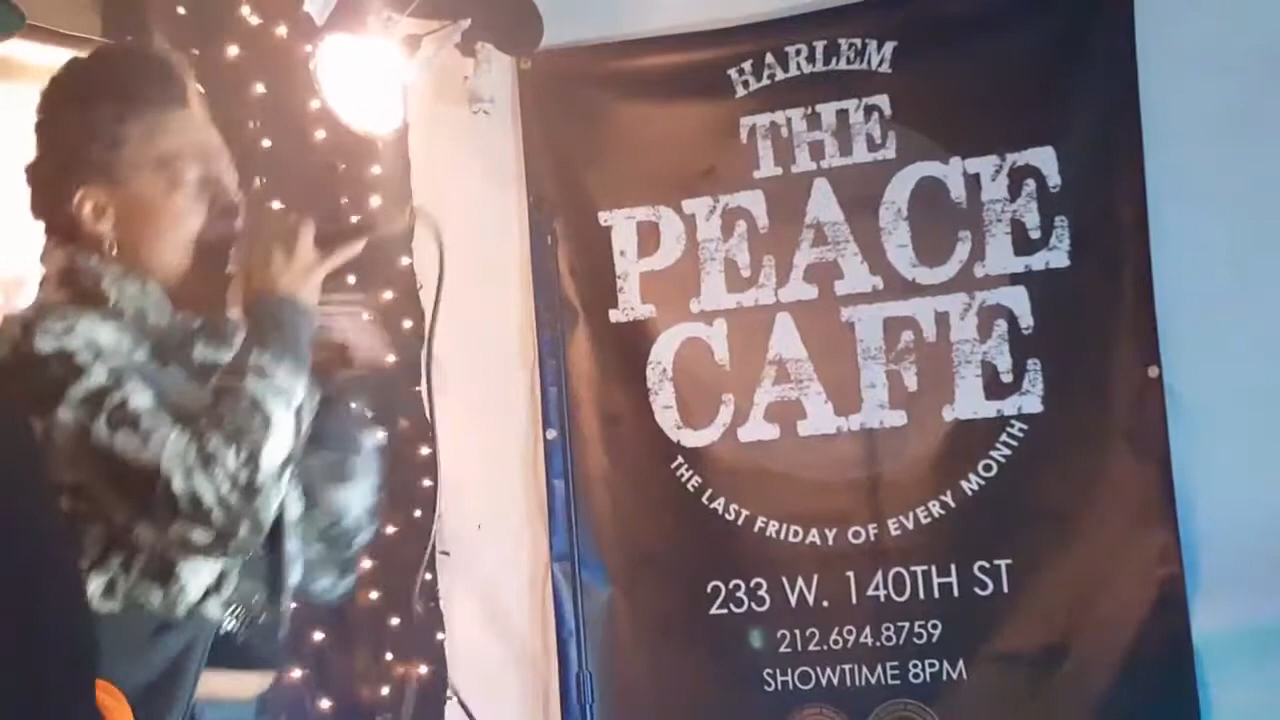 HARLEM
THE
PEACE
CAFE
THE LAST FRIDAY OF EVERY MONTH
233 W. 140TH ST
212.694.8759
SHOWTIME 8PM